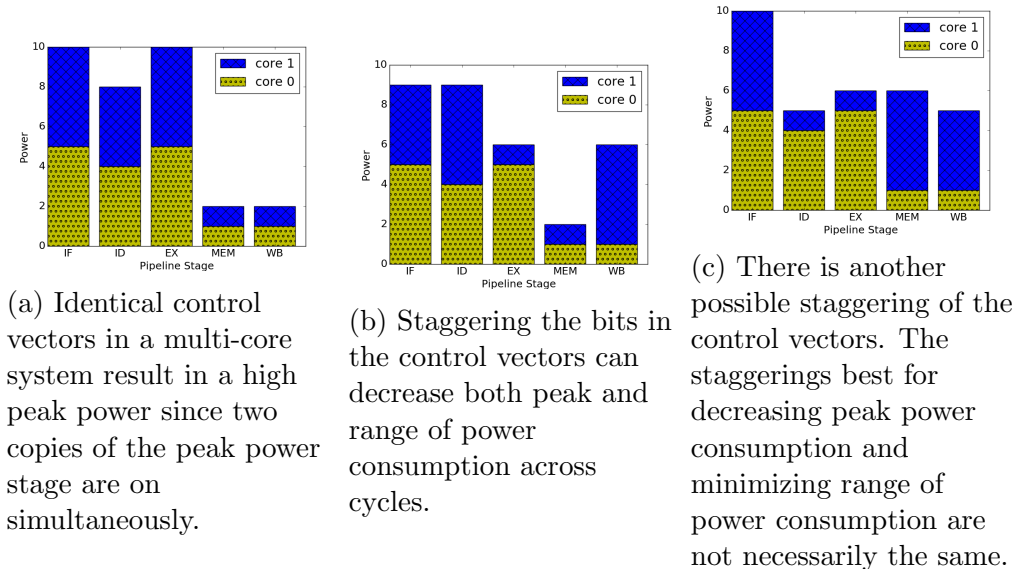 10
8
6
4
2
0
Power
core 1
core 0
IF ID EX MEM WB
Pipeline Stage
(a) Identical control
vectors in a multi-core
system result in a high
peak power since two
copies of the peak power
stage are on
simultaneously.
10
8
6
4
2
0
Power
core 1
core 0
IF ID EX MEM WB
Pipeline Stage
(b) Staggering the bits in
the control vectors can
decrease both peak and
range of power
consumption across
cycles.
10
8
6
4
2
0
Power
core 1
core 0
IF ID EX MEM WB
Pipeline Stage
(c) There is another
possible staggering of the
control vectors. The
staggerings best for
decreasing peak power
consumption and
minimizing range of
power consumption are
not necessarily the same.